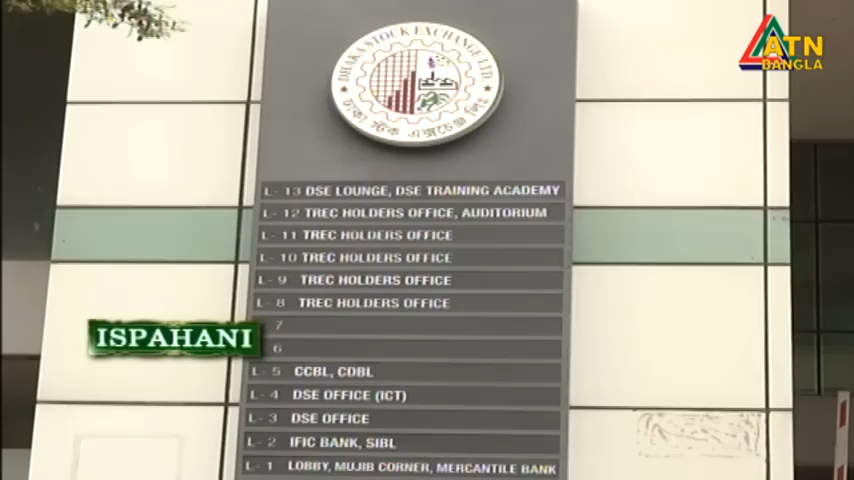 DHAKA STOCK EXCHANGE LTD.
ঢাকা স্টক এক্সচেঞ্জ লিঃ
ATN
BANGLA
L- 13 DSE LOUNGE, DSE TRAINING ACADEMY
L- 12 TREC HOLDERS OFFICE, AUDITORIUM
L- 11 TREC HOLDERS OFFICE
L- 10 TREC HOLDERS OFFICE
L- 9 TREC HOLDERS OFFICE
L- 8 TREC HOLDERS OFFICE
7
6
ISPAHANI
L- 5 CCBL, CDBL
L- 4 DSE OFFICE (ICT)
L- 3 DSE OFFICE
L- 2 IFIC BANK, SIBL
L- 1 LOBBY, MUJIB CORNER, MERCANTILE BANK